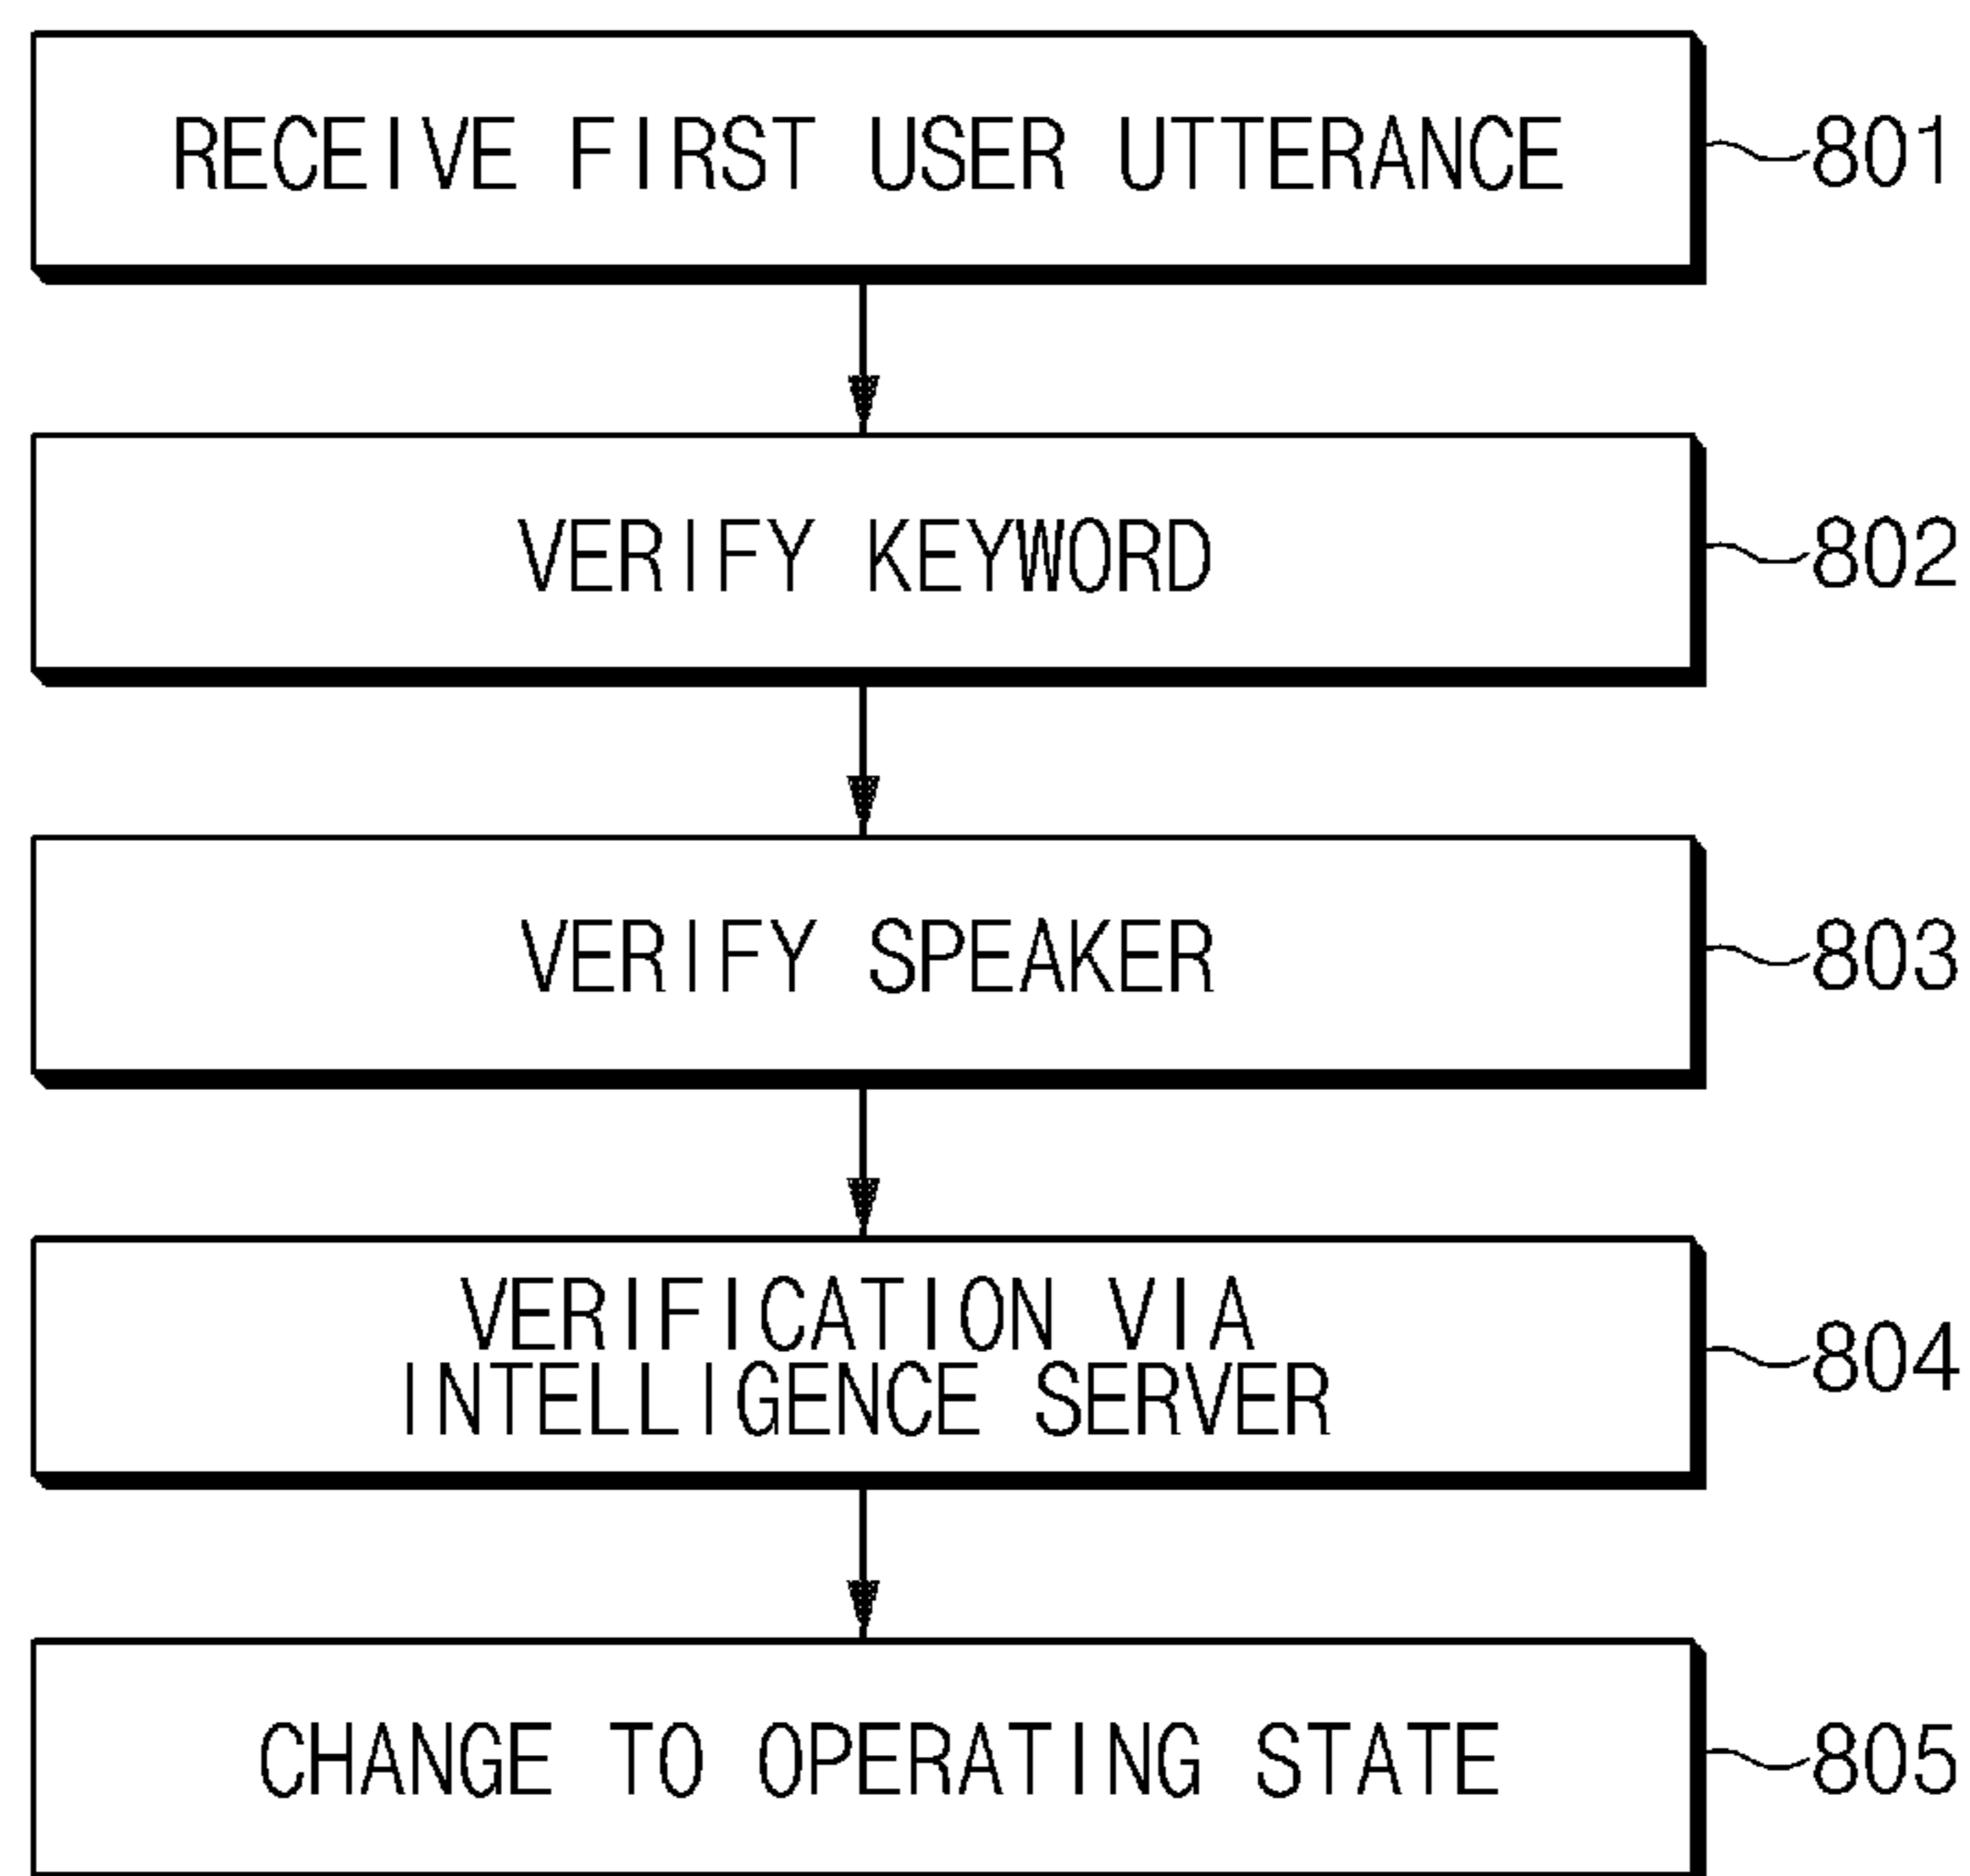 RECEIVE FIRST USER UTTERANCE
801
VERIFY KEYWORD
802
VERIFY SPEAKER
803
VERIFICATION VIA
INTELLIGENCE SERVER
804
CHANGE TO OPERATING STATE
805